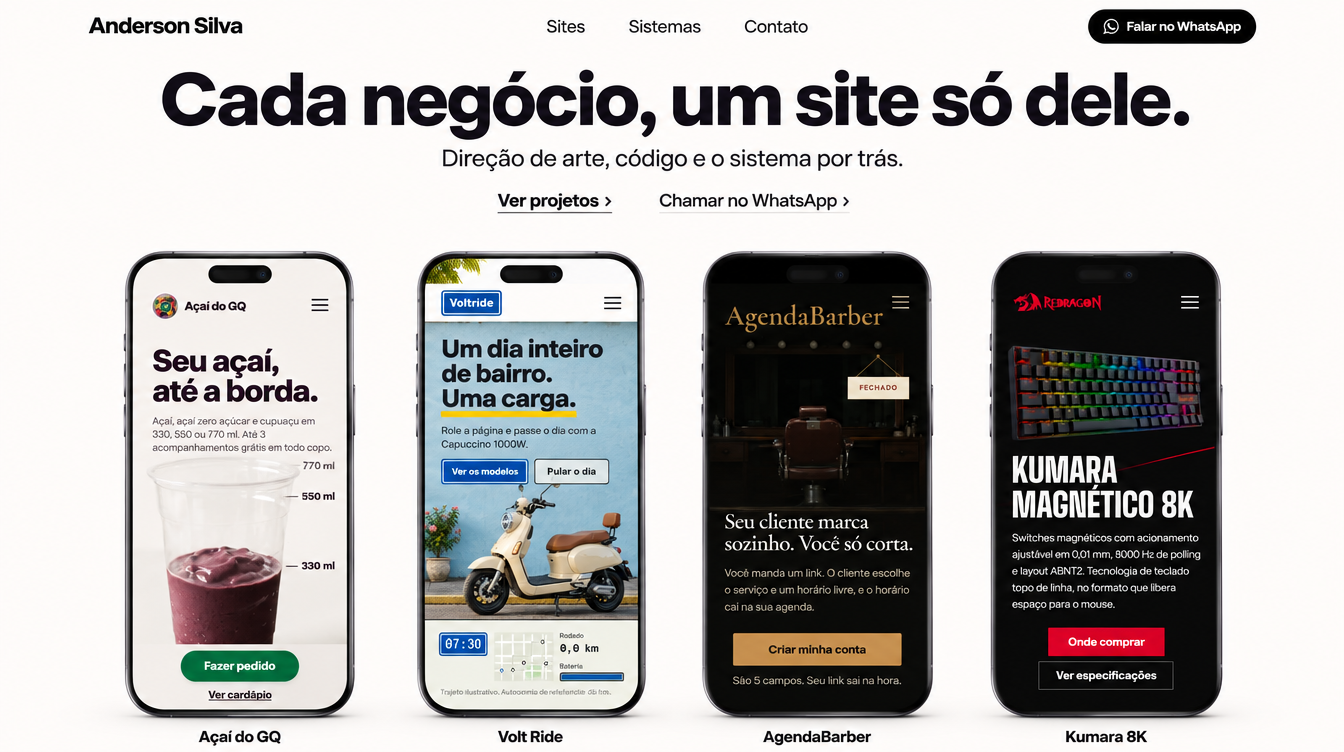 Anderson Silva
Sites
Sistemas
Contato
Falar no WhatsApp
Cada negócio, um site só dele.
Direção de arte, código e o sistema por trás.
Ver projetos ›
Chamar no WhatsApp ›
Açaí do GQ
Seu açaí,
até a borda.
Açaí, açaí zero açúcar e cupuaçu em
330, 550 ou 770 ml. Até 3
acompanhamentos grátis em todo copo.
770 ml
550 ml
330 ml
Fazer pedido
Ver cardápio
Açaí do GQ
Voltride
Um dia inteiro
de bairro.
Uma carga.
Role a página e passe o dia com a
Capuccino 1000W.
Ver os modelos
Pular o dia
07:30
Rodado
0,0 km
Bateria
Trajeto ilustrativo. Autonomia de
Volt Ride
AgendaBarber
FECHADO
Seu cliente marca
sozinho. Você só corta.
Você manda um link. O cliente escolhe
o serviço e um horário livre, e o horário
cai na sua agenda.
Criar minha conta
São 5 campos. Seu link sai na hora.
AgendaBarber
REDRAGON
KUMARA
MAGNÉTICO 8K
Switches magnéticos com acionamento
ajustável em 0,01 mm, 8000 Hz de polling
e layout ABNT2. Tecnologia de teclado
topo de linha, no formato que libera
espaço para o mouse.
Onde comprar
Ver especificações
Kumara 8K